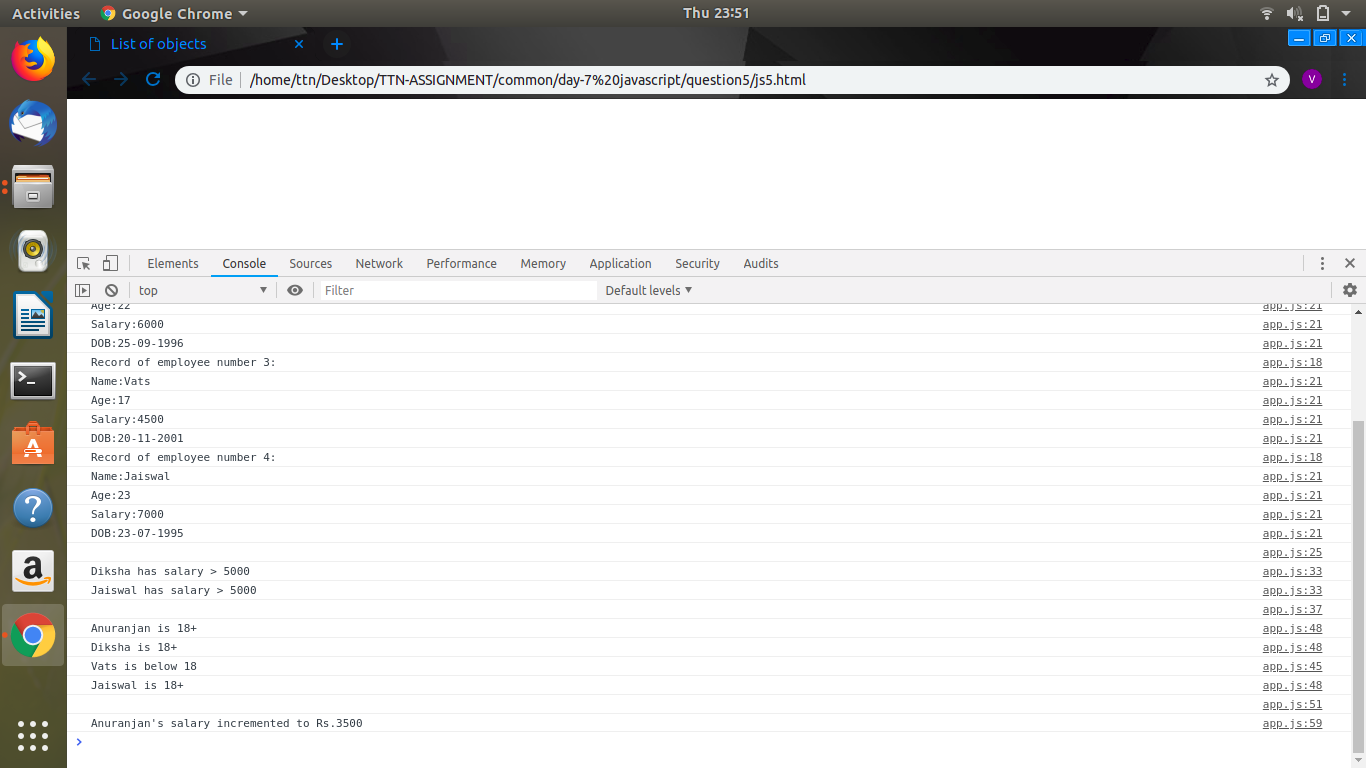 Activities Google Chrome Thu 23:51
List of objects
File /home/ttn/Desktop/TTN-ASSIGNMENT/common/day-7%20javascript/question5/js5.html V
Elements Console Sources Network Performance Memory Application Security Audits
top Filter Default levels
Age:22 app.js:21
Salary:6000 app.js:21
DOB:25-09-1996 app.js:21
Record of employee number 3: app.js:18
Name:Vats app.js:21
Age:17 app.js:21
Salary:4500 app.js:21
DOB:20-11-2001 app.js:21
Record of employee number 4: app.js:18
Name:Jaiswal app.js:21
Age:23 app.js:21
Salary:7000 app.js:21
DOB:23-07-1995 app.js:21
app.js:25
Diksha has salary > 5000 app.js:33
Jaiswal has salary > 5000 app.js:33
app.js:37
Anuranjan is 18+ app.js:48
Diksha is 18+ app.js:48
Vats is below 18 app.js:45
Jaiswal is 18+ app.js:48
app.js:51
Anuranjan's salary incremented to Rs.3500 app.js:59